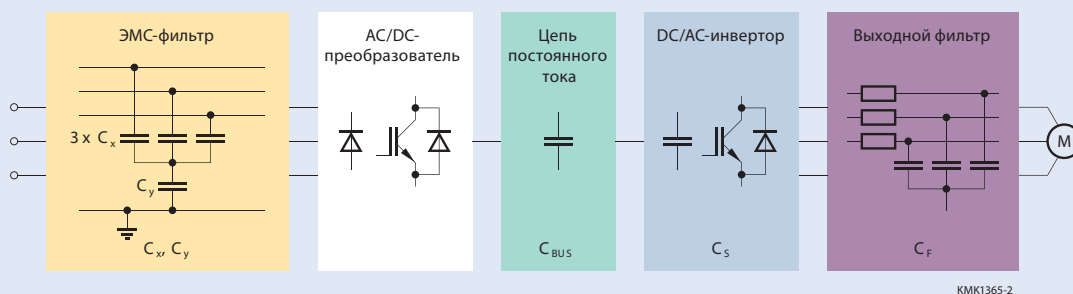 ЭМС-фильтр
3 x Cx
Cy
Cx, Cy
AC/DC-
преобразователь
Цепь
постоянного
тока
CBUS
DC/AC-инвертор
CS
Выходной фильтр
CF
M
KMK1365-2